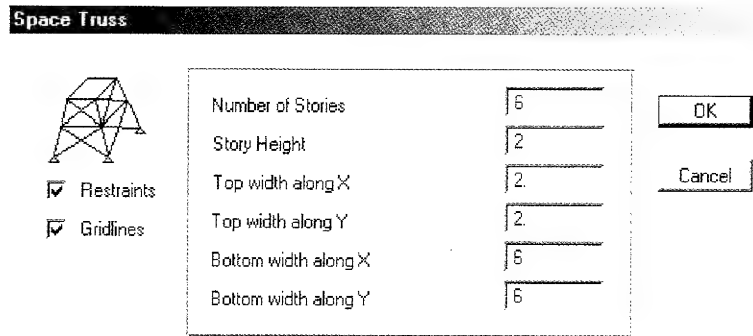 Space Truss
Number of Stories 6
Story Height 2
Top width along X 2.
Top width along Y 2.
Bottom width along X 6
Bottom width along Y 6
Restraints
Gridlines
OK
Cancel